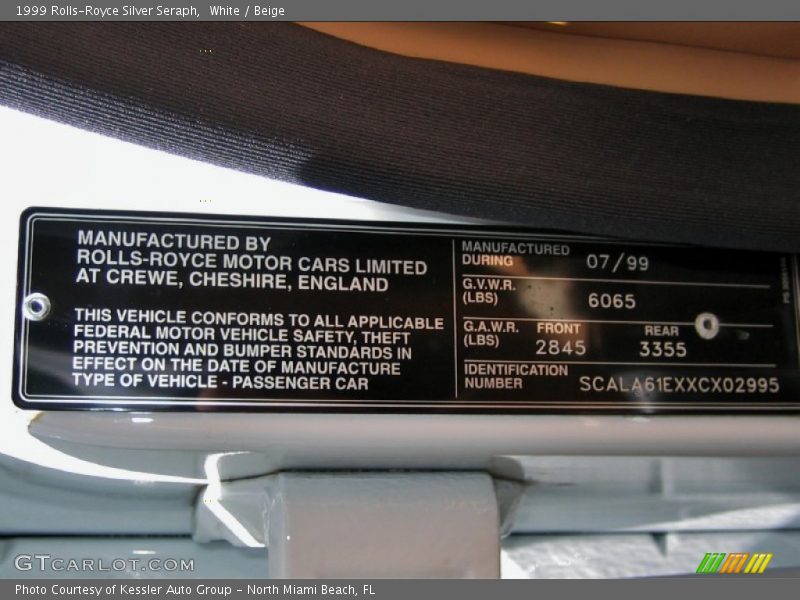 1999 Rolls-Royce Silver Seraph,  White / Beige
MANUFACTURED BY
ROLLS-ROYCE MOTOR CARS LIMITED
AT CREWE, CHESHIRE, ENGLAND
THIS VEHICLE CONFORMS TO ALL APPLICABLE
FEDERAL MOTOR VEHICLE SAFETY, THEFT
PREVENTION AND BUMPER STANDARDS IN
EFFECT ON THE DATE OF MANUFACTURE
TYPE OF VEHICLE - PASSENGER CAR
MANUFACTURED
DURING 07/99
G.V.W.R.
(LBS) 6065
G.A.W.R. FRONT REAR
(LBS) 2845 3355
IDENTIFICATION
NUMBER SCALA61EXXCX02995
GTCARLOT.COM
Photo Courtesy of Kessler Auto Group - North Miami Beach, FL